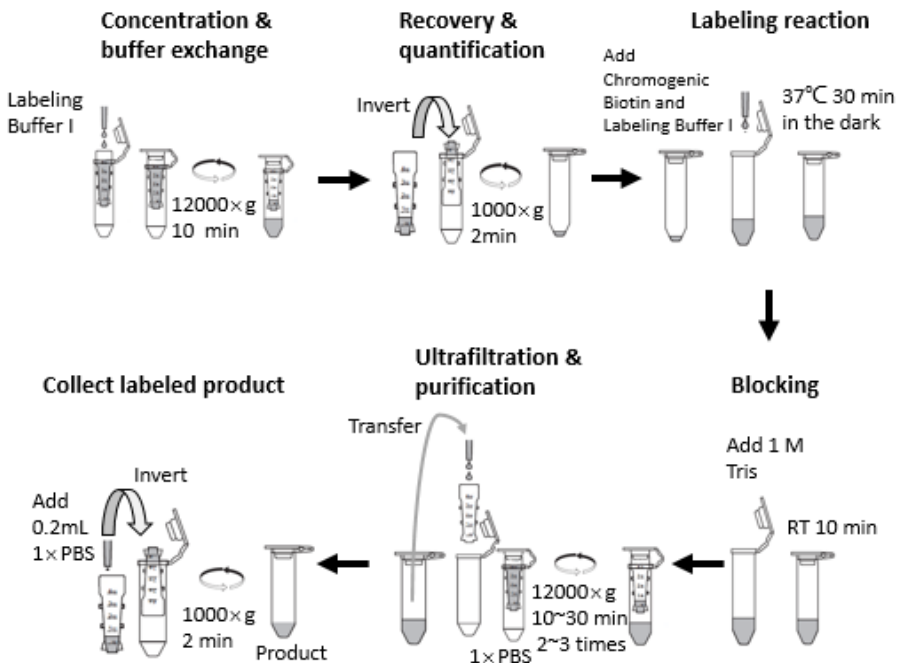 Concentration &
buffer exchange
Labeling
Buffer I
12000×g
10 min
Recovery &
quantification
Invert
1000×g
2min
Labeling reaction
Add
Chromogenic
Biotin and
Labeling Buffer I
37℃ 30 min
in the dark
Blocking
Add 1 M
Tris
RT 10 min
Ultrafiltration &
purification
Transfer
1×PBS
12000×g
10~30 min
2~3 times
Collect labeled product
Add
0.2mL
1×PBS
Invert
1000×g
2 min
Product